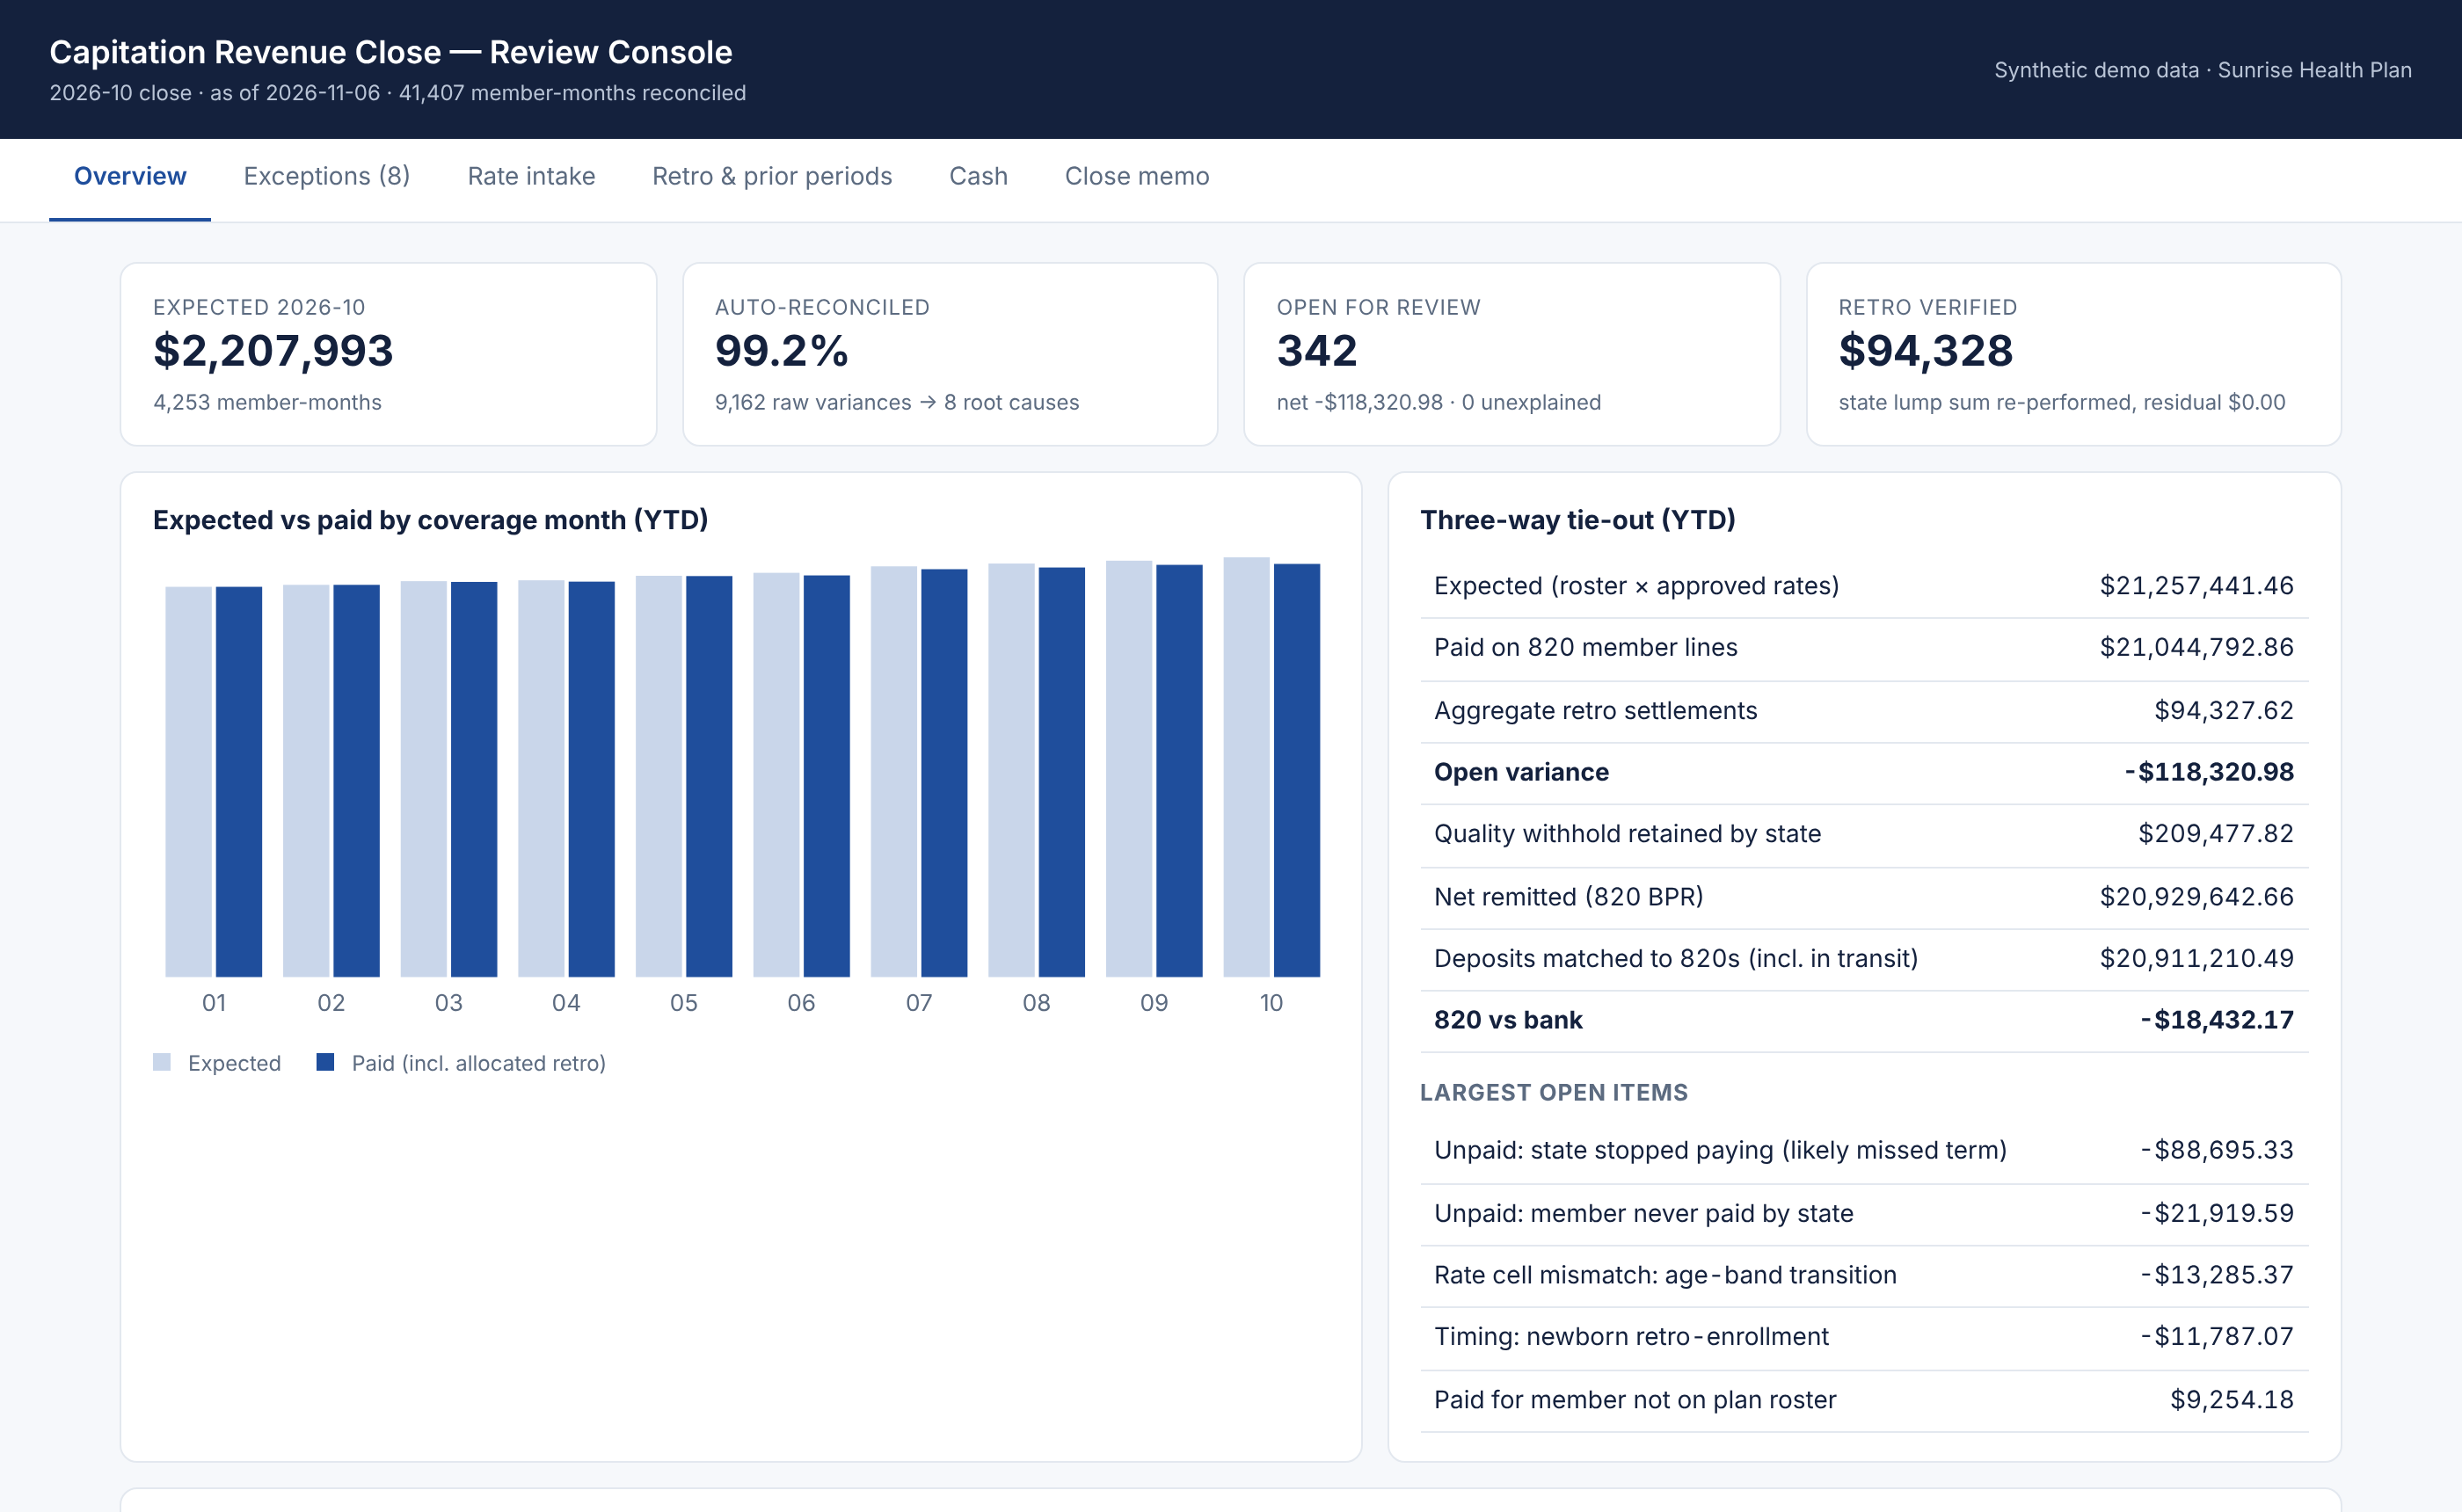 Capitation Revenue Close — Review Console
2026-10 close · as of 2026-11-06 · 41,407 member-months reconciled
Synthetic demo data · Sunrise Health Plan
Overview
Exceptions (8)
Rate intake
Retro & prior periods
Cash
Close memo
EXPECTED 2026-10
$2,207,993
4,253 member-months
AUTO-RECONCILED
99.2%
9,162 raw variances → 8 root causes
OPEN FOR REVIEW
342
net -$118,320.98 · 0 unexplained
RETRO VERIFIED
$94,328
state lump sum re-performed, residual $0.00
Expected vs paid by coverage month (YTD)
01 02 03 04 05 06 07 08 09 10
Expected
Paid (incl. allocated retro)
Three-way tie-out (YTD)
Expected (roster × approved rates) $21,257,441.46
Paid on 820 member lines $21,044,792.86
Aggregate retro settlements $94,327.62
Open variance -$118,320.98
Quality withhold retained by state $209,477.82
Net remitted (820 BPR) $20,929,642.66
Deposits matched to 820s (incl. in transit) $20,911,210.49
820 vs bank -$18,432.17
LARGEST OPEN ITEMS
Unpaid: state stopped paying (likely missed term) -$88,695.33
Unpaid: member never paid by state -$21,919.59
Rate cell mismatch: age-band transition -$13,285.37
Timing: newborn retro-enrollment -$11,787.07
Paid for member not on plan roster $9,254.18